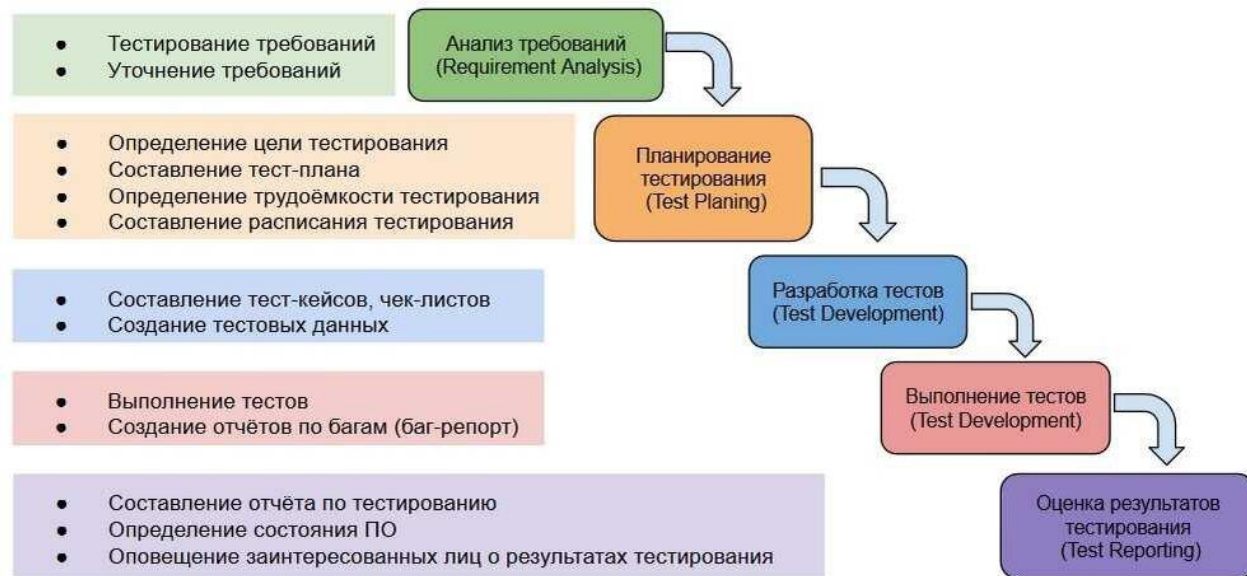 ● Тестирование требований
● Уточнение требований
Анализ требований
(Requirement Analysis)
● Определение цели тестирования
● Составление тест-плана
● Определение трудоёмкости тестирования
● Составление расписания тестирования
Планирование
тестирования
(Test Planing)
● Составление тест-кейсов, чек-листов
● Создание тестовых данных
Разработка тестов
(Test Development)
● Выполнение тестов
● Создание отчётов по багам (баг-репорт)
Выполнение тестов
(Test Development)
● Составление отчёта по тестированию
● Определение состояния ПО
● Оповещение заинтересованных лиц о результатах тестирования
Оценка результатов
тестирования
(Test Reporting)